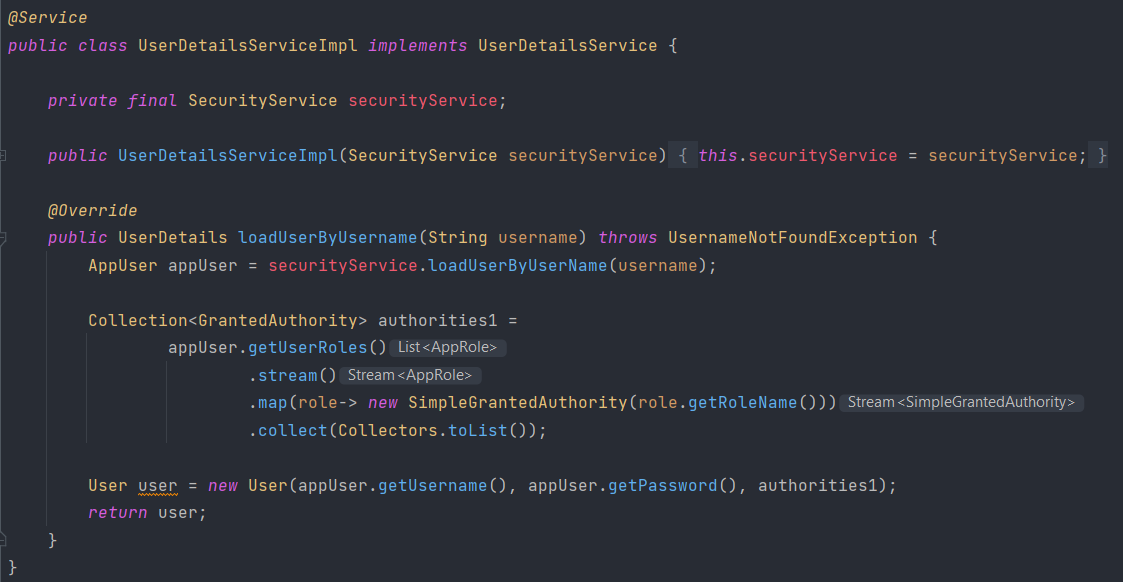 @Service
public class UserDetailsServiceImpl implements UserDetailsService {
private final SecurityService securityService;
public UserDetailsServiceImpl(SecurityService securityService) { this.securityService = securityService; }
@Override
public UserDetails loadUserByUsername(String username) throws UsernameNotFoundException {
AppUser appUser = securityService.loadUserByUserName(username);
Collection<GrantedAuthority> authorities1 =
appUser.getUserRoles() List<AppRole>
.stream() Stream<AppRole>
.map(role-> new SimpleGrantedAuthority(role.getRoleName())) Stream<SimpleGrantedAuthority>
.collect(Collectors.toList());
User user = new User(appUser.getUsername(), appUser.getPassword(), authorities1);
return user;
}
}